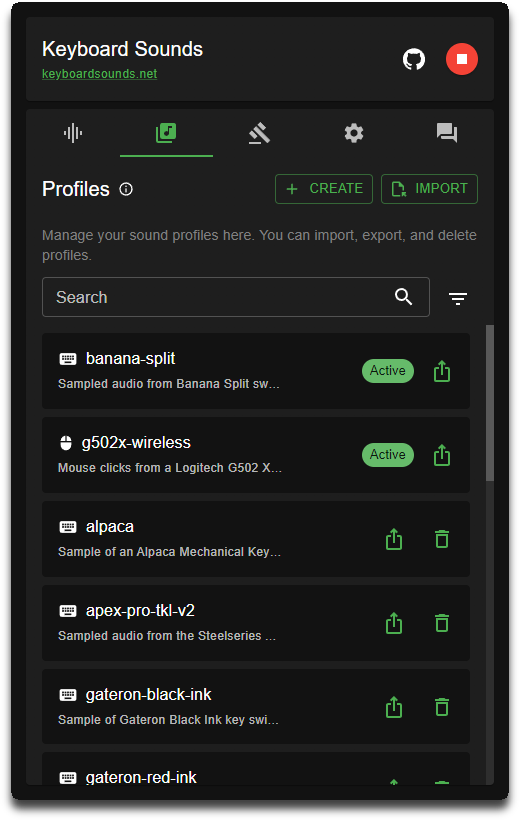 Keyboard Sounds
keyboardsounds.net
Profiles
CREATE
IMPORT
Manage your sound profiles here. You can import, export, and delete
profiles.
Search
banana-split
Sampled audio from Banana Split sw...
Active
g502x-wireless
Mouse clicks from a Logitech G502 X...
Active
alpaca
Sample of an Alpaca Mechanical Key...
apex-pro-tkl-v2
Sampled audio from the Steelseries ...
gateron-black-ink
Sample of Gateron Black Ink key swi...
gateron-red-ink